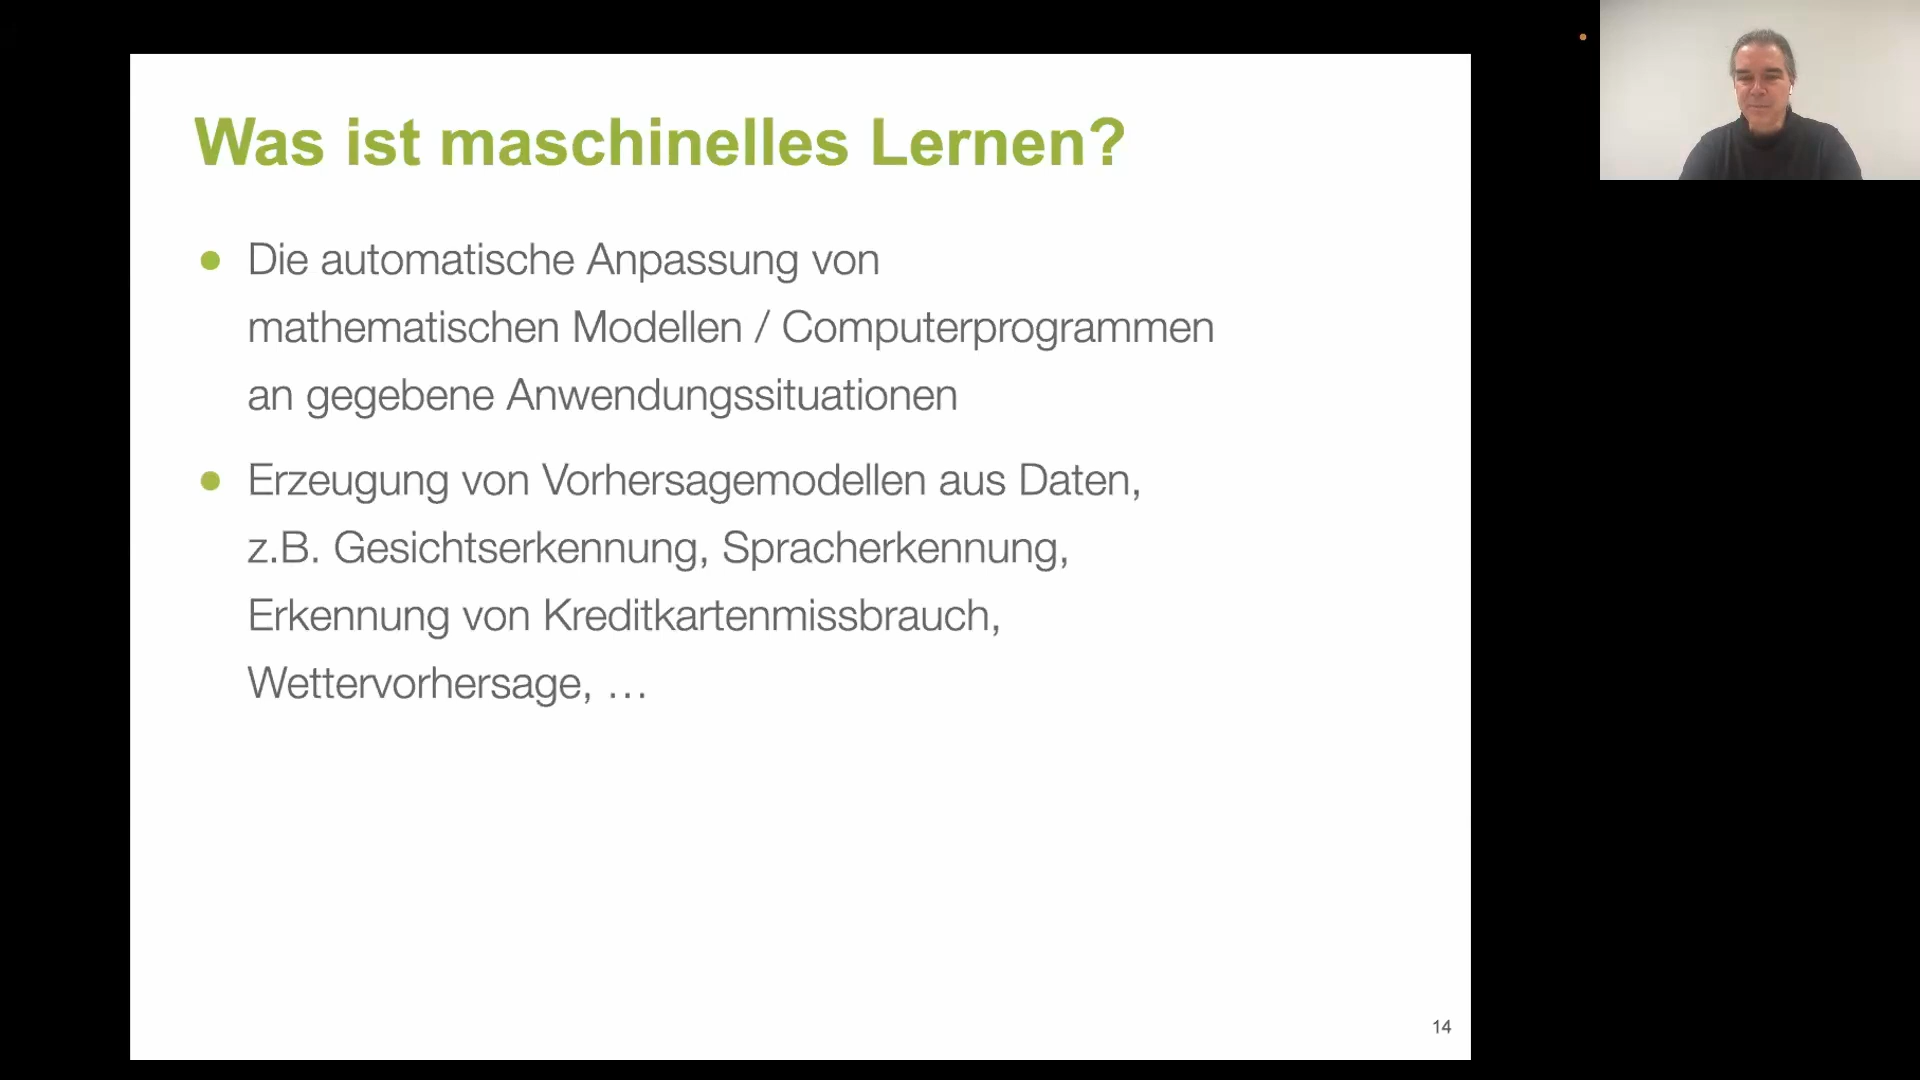 Was ist maschinelles Lernen?
● Die automatische Anpassung von
mathematischen Modellen / Computerprogrammen
an gegebene Anwendungssituationen
● Erzeugung von Vorhersagemodellen aus Daten,
z.B. Gesichtserkennung, Spracherkennung,
Erkennung von Kreditkartenmissbrauch,
Wettervorhersage, …
14